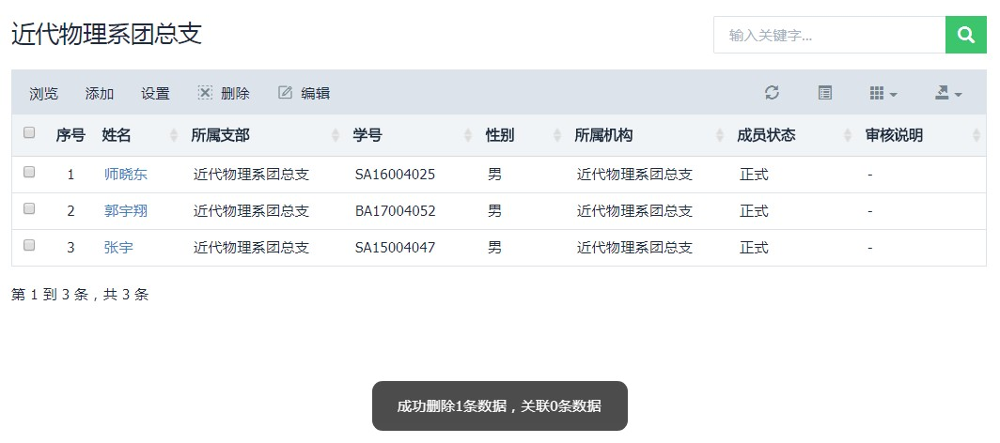 近代物理系团总支
输入关键字...
浏览 添加 设置 删除 编辑
序号 姓名 所属支部 学号 性别 所属机构 成员状态 审核说明
1 师晓东 近代物理系团总支 SA16004025 男 近代物理系团总支 正式 -
2 郭宇翔 近代物理系团总支 BA17004052 男 近代物理系团总支 正式 -
3 张宇 近代物理系团总支 SA15004047 男 近代物理系团总支 正式 -
第 1 到 3 条，共 3 条
成功删除1条数据，关联0条数据